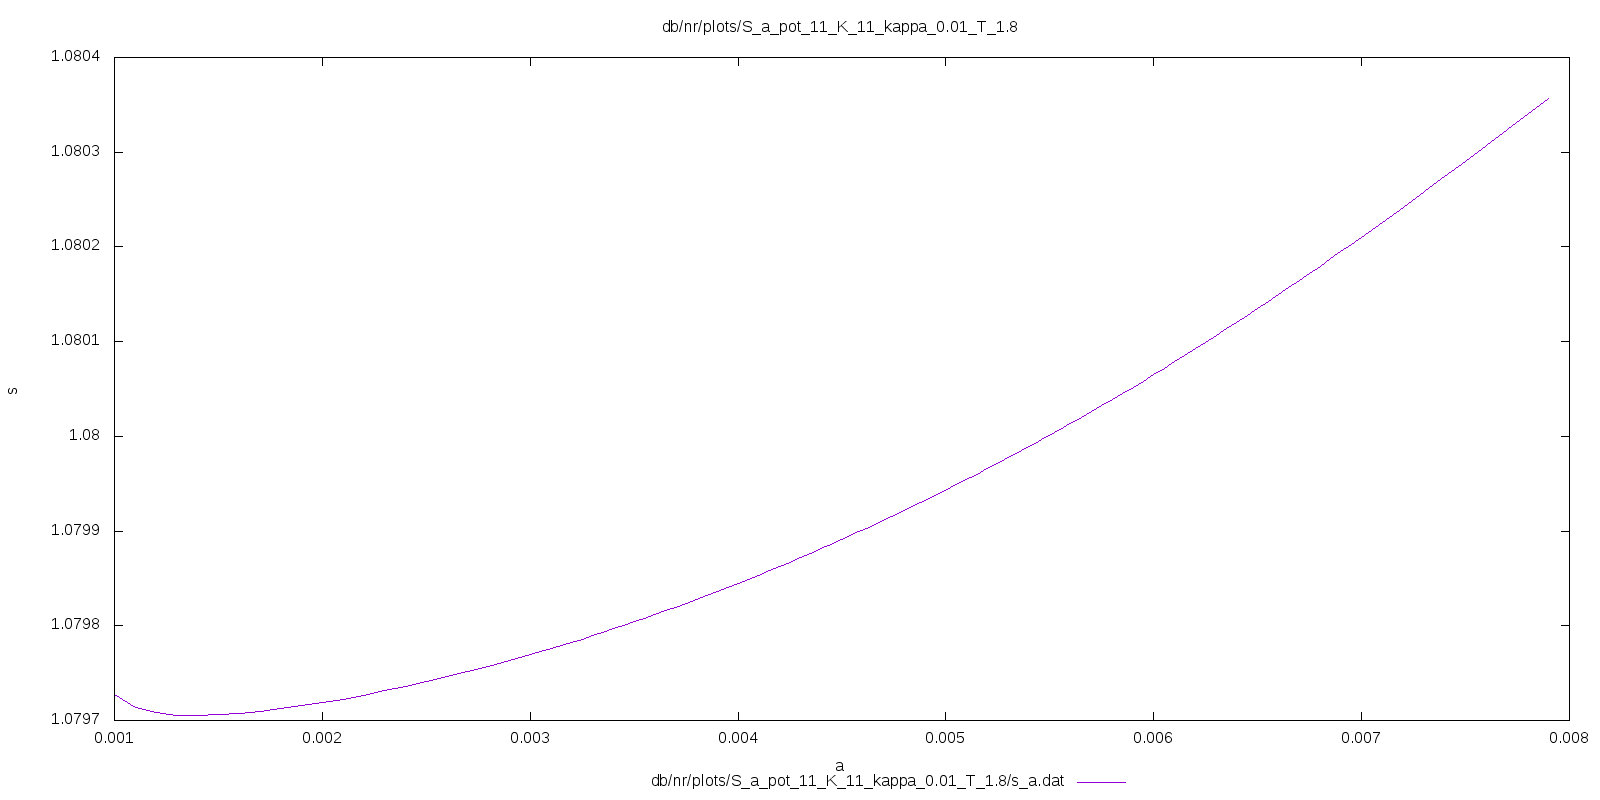 db/nr/plots/S_a_pot_11_K_11_kappa_0.01_T_1.8
1.0804
1.0803
1.0802
1.0801
1.08
1.0799
1.0798
1.0797
s
0.001 0.002 0.003 0.004 0.005 0.006 0.007 0.008
a
db/nr/plots/S_a_pot_11_K_11_kappa_0.01_T_1.8/s_a.dat